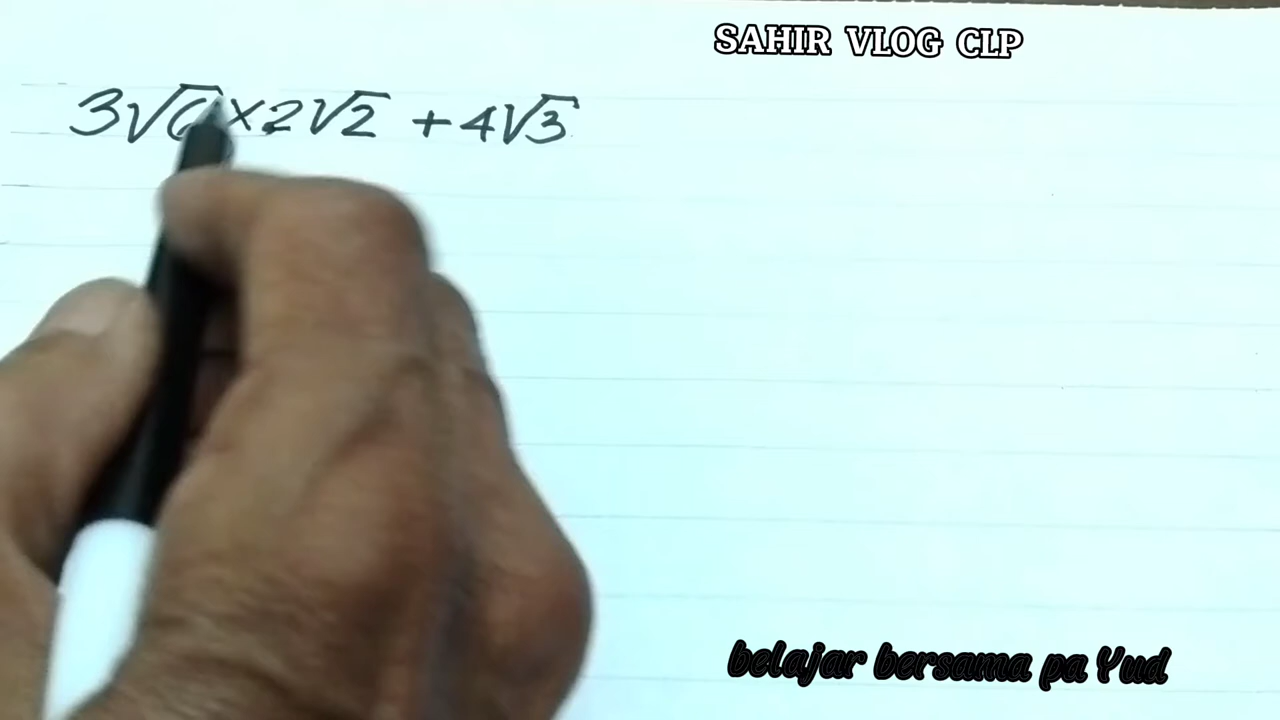 SAHIR VLOG CLP
3√6 × 2√2 + 4√3
belajar bersama pa Yud